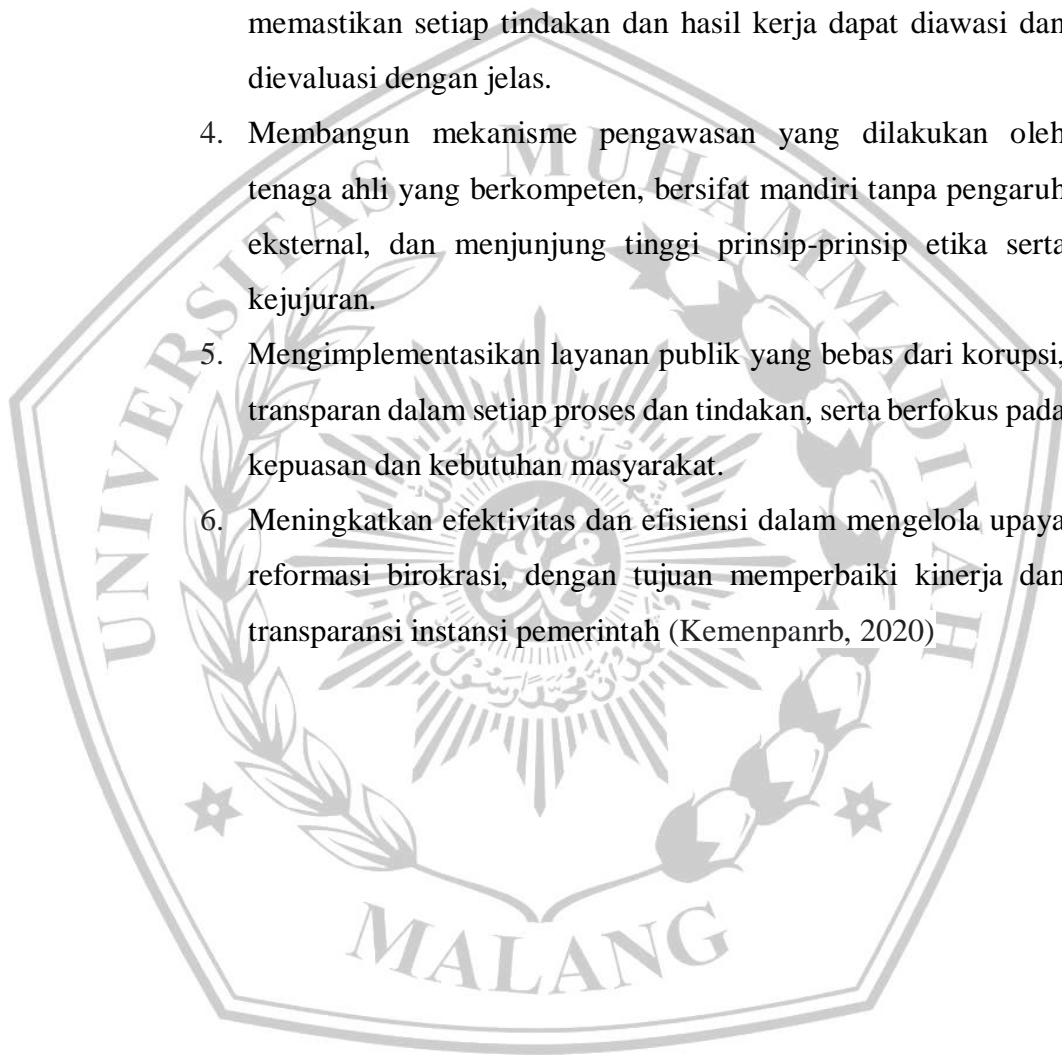 memastikan setiap tindakan dan hasil kerja dapat diawasi dan
dievaluasi dengan jelas.
4. Membangun mekanisme pengawasan yang dilakukan oleh
tenaga ahli yang berkompeten, bersifat mandiri tanpa pengaruh
eksternal, dan menjunjung tinggi prinsip-prinsip etika serta
kejujuran.
5. Mengimplementasikan layanan publik yang bebas dari korupsi,
transparan dalam setiap proses dan tindakan, serta berfokus pada
kepuasan dan kebutuhan masyarakat.
6. Meningkatkan efektivitas dan efisiensi dalam mengelola upaya
reformasi birokrasi, dengan tujuan memperbaiki kinerja dan
transparansi instansi pemerintah (Kemenpanrb, 2020)
UNIVERSITAS MUHAMMADIYAH
MALANG